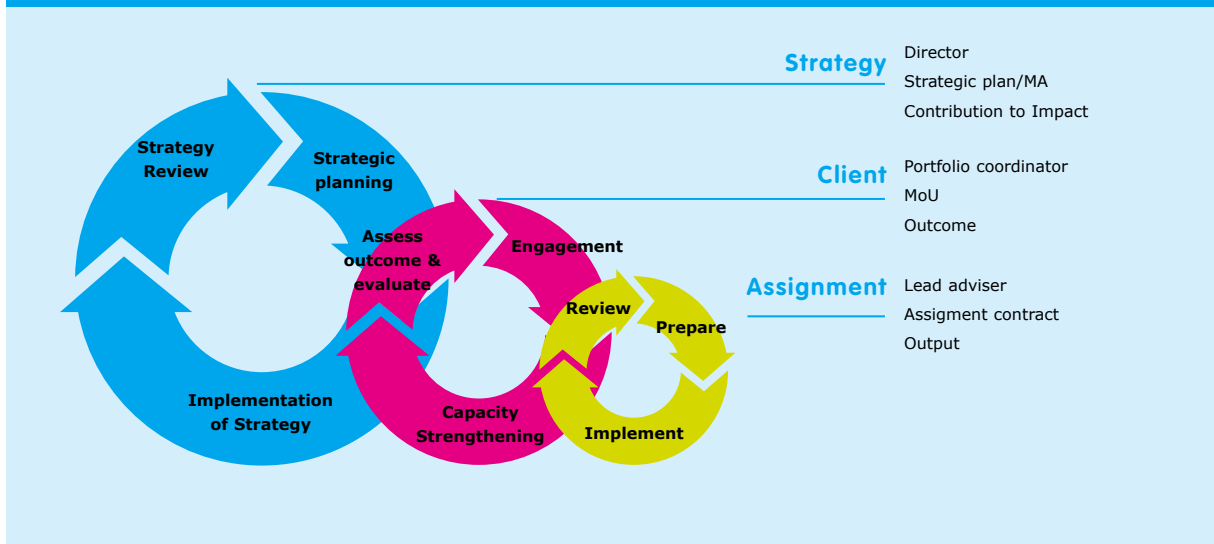 Strategy
Director
Strategic plan/MA
Contribution to Impact
Client
Portfolio coordinator
MoU
Outcome
Assignment
Lead adviser
Assigment contract
Output
Strategy
Review
Strategic
planning
Implementation
of Strategy
Assess
outcome &
evaluate
Engagement
Capacity
Strengthening
Review
Prepare
Implement